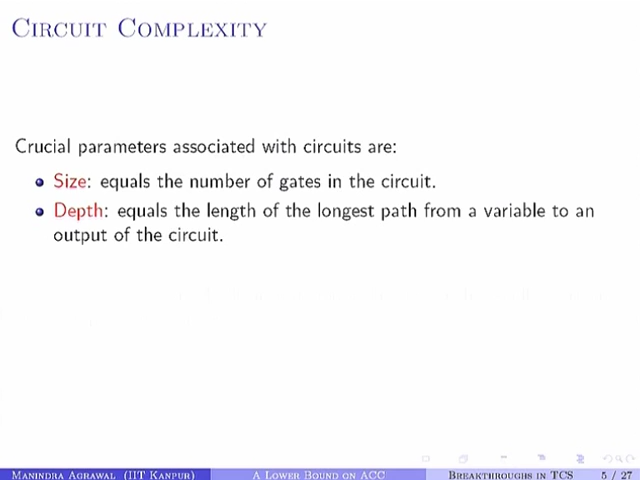 CIRCUIT COMPLEXITY
Crucial parameters associated with circuits are:
Size: equals the number of gates in the circuit.
Depth: equals the length of the longest path from a variable to an
output of the circuit.
MANINDRA AGRAWAL (IIT KANPUR) A LOWER BOUND ON ACC BREAKTHROUGHS IN TCS 5 / 27